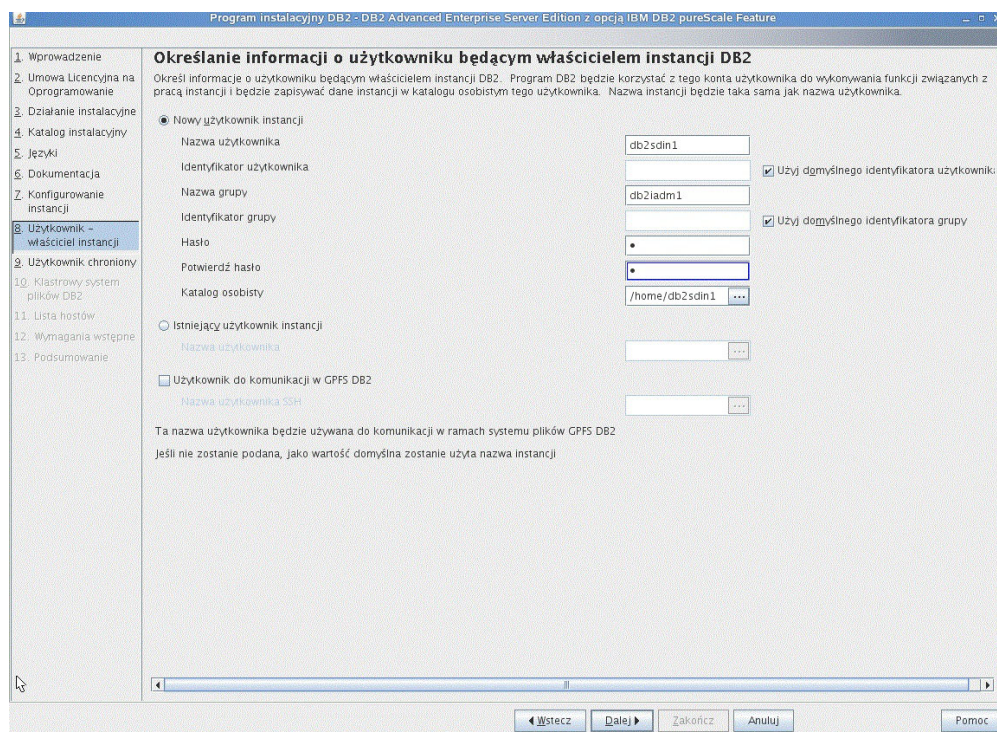 Program instalacyjny DB2 - DB2 Advanced Enterprise Server Edition z opcją IBM DB2 pureScale Feature
1. Wprowadzenie
2. Umowa Licencyjna na
Oprogramowanie
3. Działanie instalacyjne
4. Katalog instalacyjny
5. Języki
6. Dokumentacja
7. Konfigurowanie
instancji
8. Użytkownik –
właściciel instancji
9. Użytkownik chroniony
10. Klastrowy system
plików DB2
11. Lista hostów
12. Wymagania wstępne
13. Podsumowanie
Określanie informacji o użytkowniku będącym właścicielem instancji DB2
Określ informacje o użytkowniku będącym właścicielem instancji DB2. Program DB2 będzie korzystać z tego konta użytkownika do wykonywania funkcji związanych z
pracą instancji i będzie zapisywać dane instancji w katalogu osobistym tego użytkownika. Nazwa instancji będzie taka sama jak nazwa użytkownika.
Nowy użytkownik instancji
Nazwa użytkownika db2sdin1
Identyfikator użytkownika Użyj domyślnego identyfikatora użytkownik
Nazwa grupy db2iadm1
Identyfikator grupy Użyj domyślnego identyfikatora grupy
Hasło •
Potwierdź hasło •
Katalog osobisty /home/db2sdin1 ...
Istniejący użytkownik instancji
Nazwa użytkownika ...
Użytkownik do komunikacji w GPFS DB2
Nazwa użytkownika SSH ...
Ta nazwa użytkownika będzie używana do komunikacji w ramach systemu plików GPFS DB2
Jeśli nie zostanie podana, jako wartość domyślna zostanie użyta nazwa instancji
Wstecz Dalej Zakończ Anuluj Pomoc